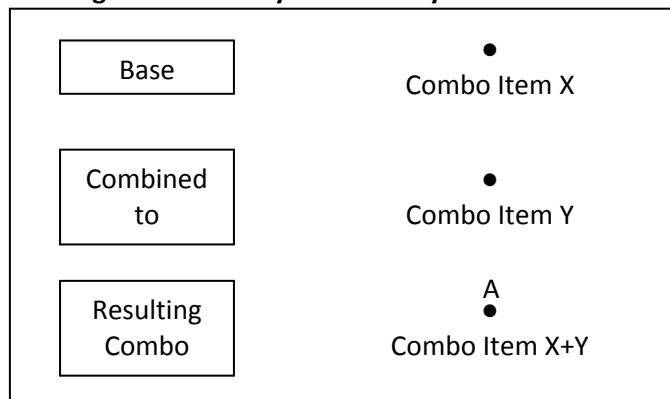 Base
Combo Item X
Combined
to
Combo Item Y
A
Resulting
Combo
Combo Item X+Y